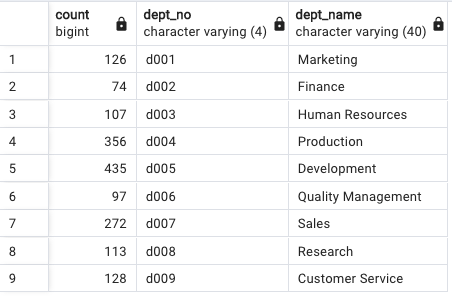 count dept_no dept_name
bigint character varying (4) character varying (40)
1 126 d001 Marketing
2 74 d002 Finance
3 107 d003 Human Resources
4 356 d004 Production
5 435 d005 Development
6 97 d006 Quality Management
7 272 d007 Sales
8 113 d008 Research
9 128 d009 Customer Service